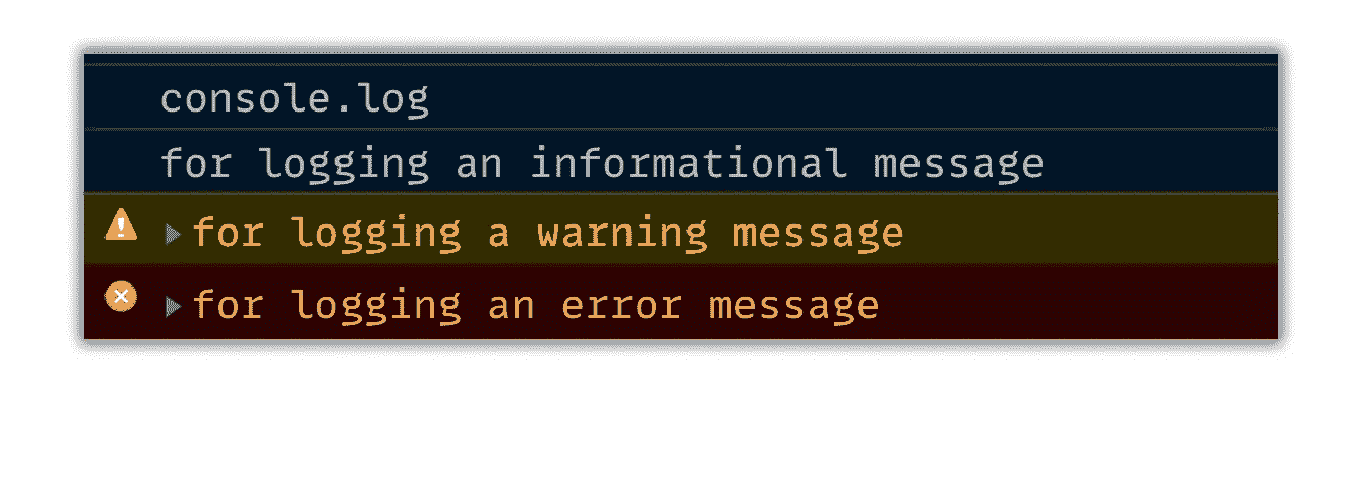 console.log
for logging an informational message
for logging a warning message
for logging an error message